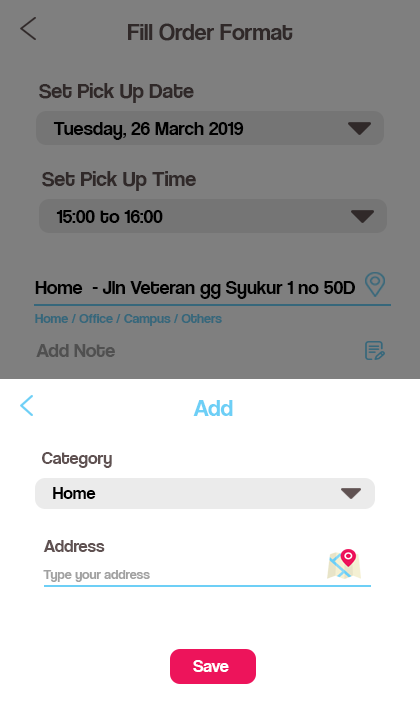 Fill Order Format
Set Pick Up Date
Tuesday, 26 March 2019
Set Pick Up Time
15:00 to 16:00
Home - Jln Veteran gg Syukur 1 no 50D
Home / Office / Campus / Others
Add Note
Add
Category
Home
Address
Type your address
Save